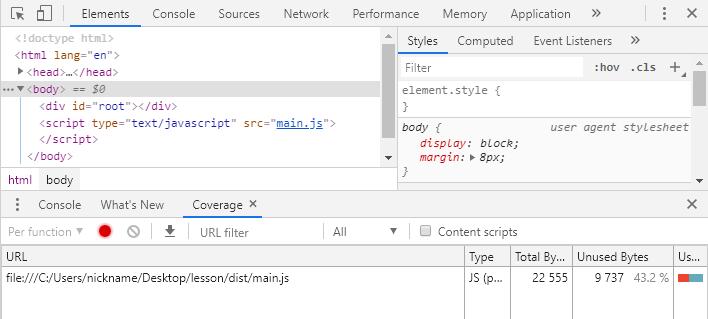 Elements Console Sources Network Performance Memory Application »
<!doctype html>
<html lang="en">
<head>…</head>
… <body> == $0
<div id="root"></div>
<script type="text/javascript" src="main.js">
</script>
</body>
html body
Styles Computed Event Listeners »
Filter :hov .cls +
element.style {
}
body { user agent stylesheet
display: block;
margin: 8px;
}
Console What's New Coverage ×
Per function URL filter All Content scripts
URL Type Total By... Unused Bytes Us...
file:///C:/Users/nickname/Desktop/lesson/dist/main.js JS (p... 22 555 9 737 43.2 %